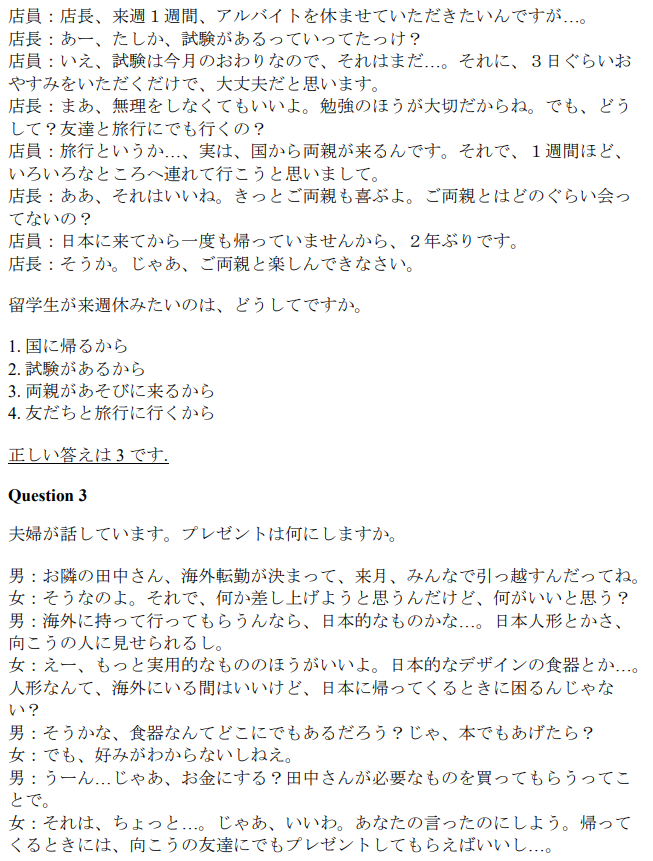 店員：店長、来週１週間、アルバイトを休ませていただきたいんですが…。
店長：あー、たしか、試験があるっていってたっけ？
店員：いえ、試験は今月のおわりなので、それはまだ…。それに、３日ぐらいお
やすみをいただくだけで、大丈夫だと思います。
店長：まあ、無理をしなくてもいいよ。勉強のほうが大切だからね。でも、どう
して？友達と旅行にでも行くの？
店員：旅行というか…、実は、国から両親が来るんです。それで、１週間ほど、
いろいろなところへ連れて行こうと思いまして。
店長：ああ、それはいいね。きっとご両親も喜ぶよ。ご両親とはどのぐらい会っ
てないの？
店員：日本に来てから一度も帰っていませんから、２年ぶりです。
店長：そうか。じゃあ、ご両親と楽しんできなさい。
留学生が来週休みたいのは、どうしてですか。
1. 国に帰るから
2. 試験があるから
3. 両親があそびに来るから
4. 友だちと旅行に行くから
正しい答えは 3 です.
Question 3
夫婦が話しています。プレゼントは何にしますか。
男：お隣の田中さん、海外転勤が決まって、来月、みんなで引っ越すんだってね。
女：そうなのよ。それで、何か差し上げようと思うんだけど、何がいいと思う？
男：海外に持って行ってもらうんなら、日本的なものかな…。日本人形とかさ、
向こうの人に見せられるし。
女：えー、もっと実用的なもののほうがいいよ。日本的なデザインの食器とか…。
人形なんて、海外にいる間はいいけど、日本に帰ってくるときに困るんじゃな
い？
男：そうかな、食器なんてどこにでもあるだろう？じゃ、本でもあげたら？
女：でも、好みがわからないしねえ。
男：うーん…じゃあ、お金にする？田中さんが必要なものを買ってもらうってこ
とで。
女：それは、ちょっと…。じゃあ、いいわ。あなたの言ったのにしよう。帰って
くるときには、向こうの友達にでもプレゼントしてもらえばいいし…。